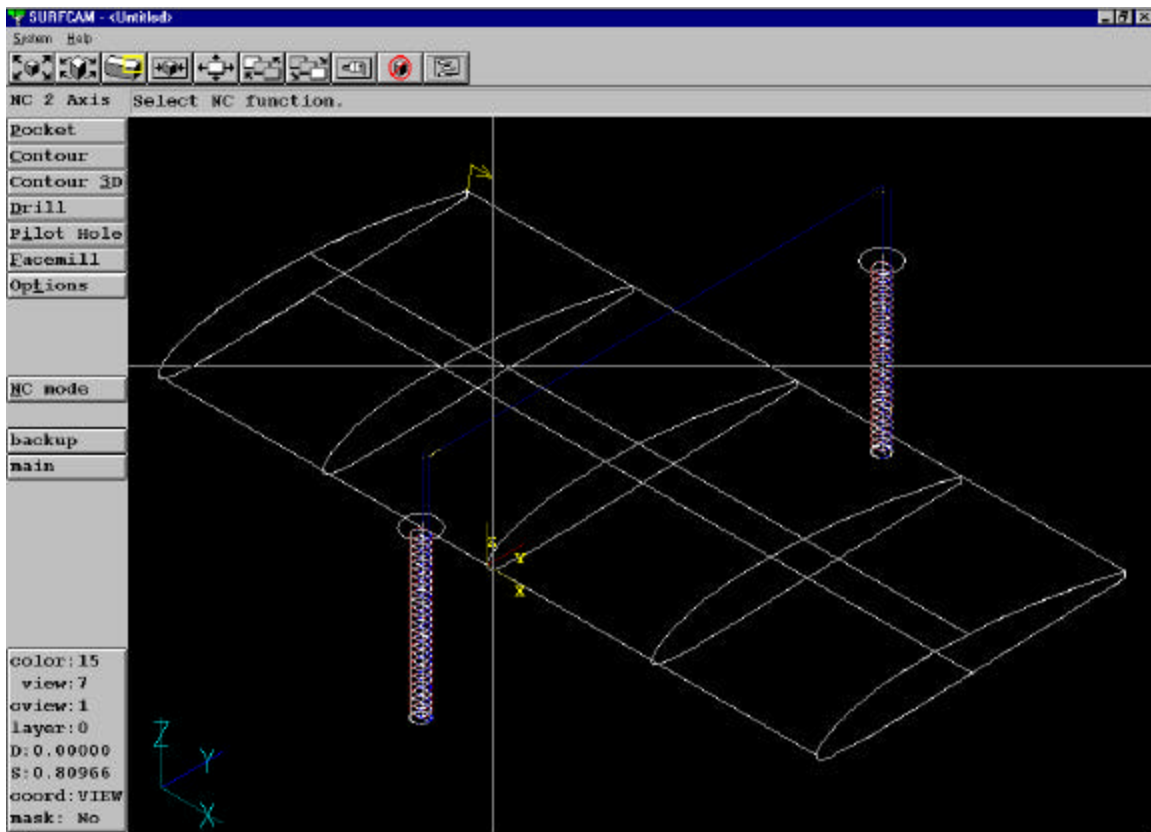 SURFCAM - <Untitled>
System Help
NC 2 Axis Select NC function.
Pocket
Contour
Contour 3D
Drill
Pilot Hole
Facemill
Options
NC mode
backup
main
Z
Y
X
color:15
view:7
cview:1
layer:0
D:0.00000
S:0.80966
coord:VIEW
mask: No
Z
Y
X